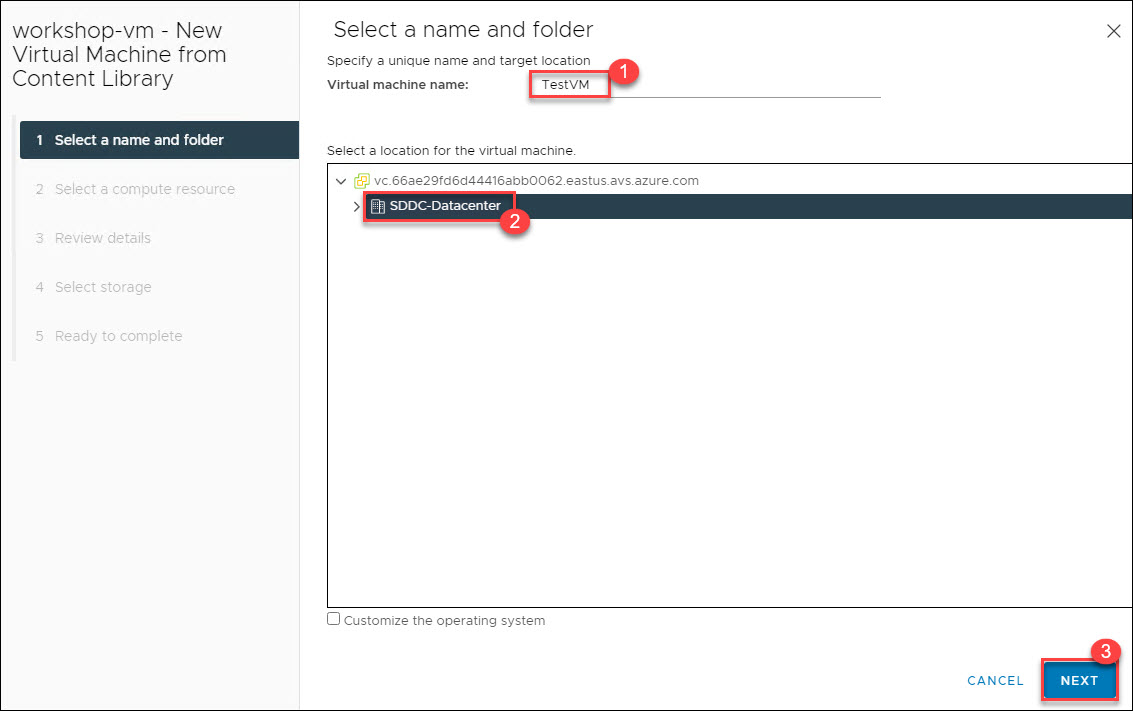 workshop-vm - New
Virtual Machine from
Content Library
1 Select a name and folder
2 Select a compute resource
3 Review details
4 Select storage
5 Ready to complete
Select a name and folder
Specify a unique name and target location
Virtual machine name: TestVM
1
Select a location for the virtual machine.
vc.66ae29fd6d44416abb0062.eastus.avs.azure.com
SDDC-Datacenter
2
Customize the operating system
3
CANCEL NEXT